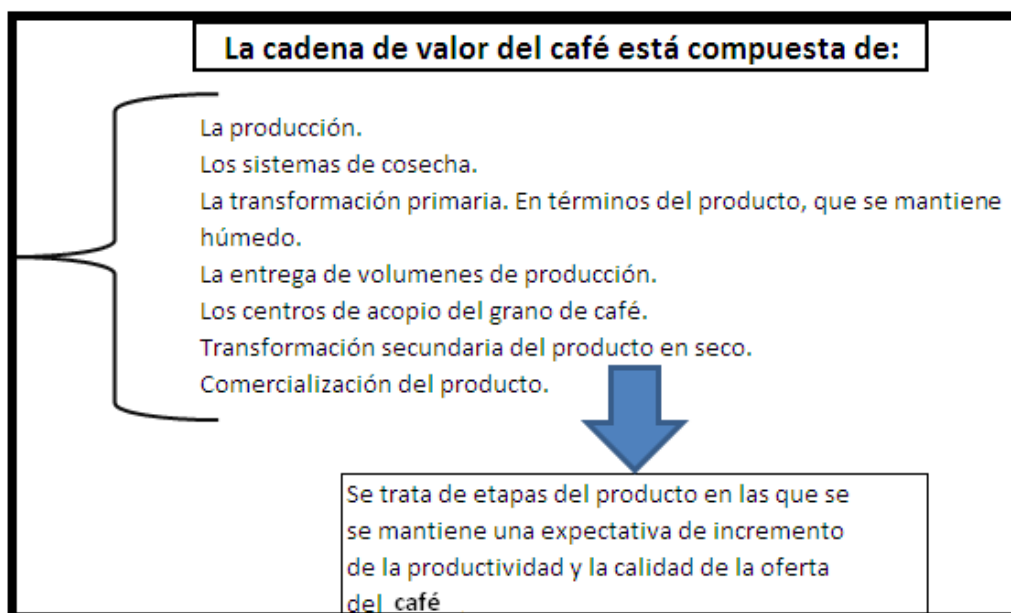 La cadena de valor del café está compuesta de:
La producción.
Los sistemas de cosecha.
La transformación primaria. En términos del producto, que se mantiene
húmedo.
La entrega de volumenes de producción.
Los centros de acopio del grano de café.
Transformación secundaria del producto en seco.
Comercialización del producto.
Se trata de etapas del producto en las que se
se mantiene una expectativa de incremento
de la productividad y la calidad de la oferta
del café